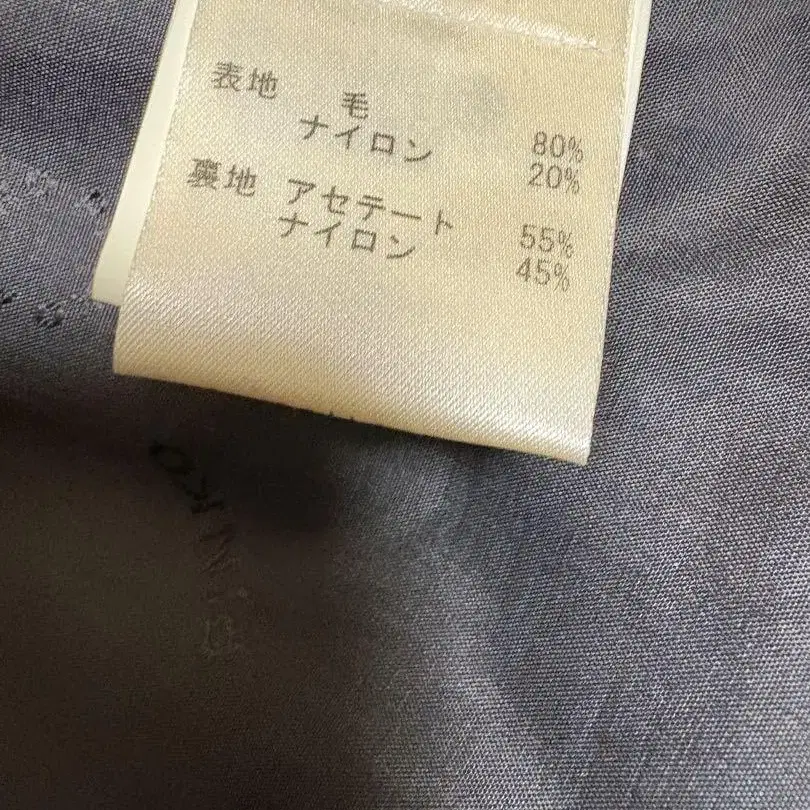 表地 毛 80%
ナイロン 20%
裏地 アセテート 55%
ナイロン 45%